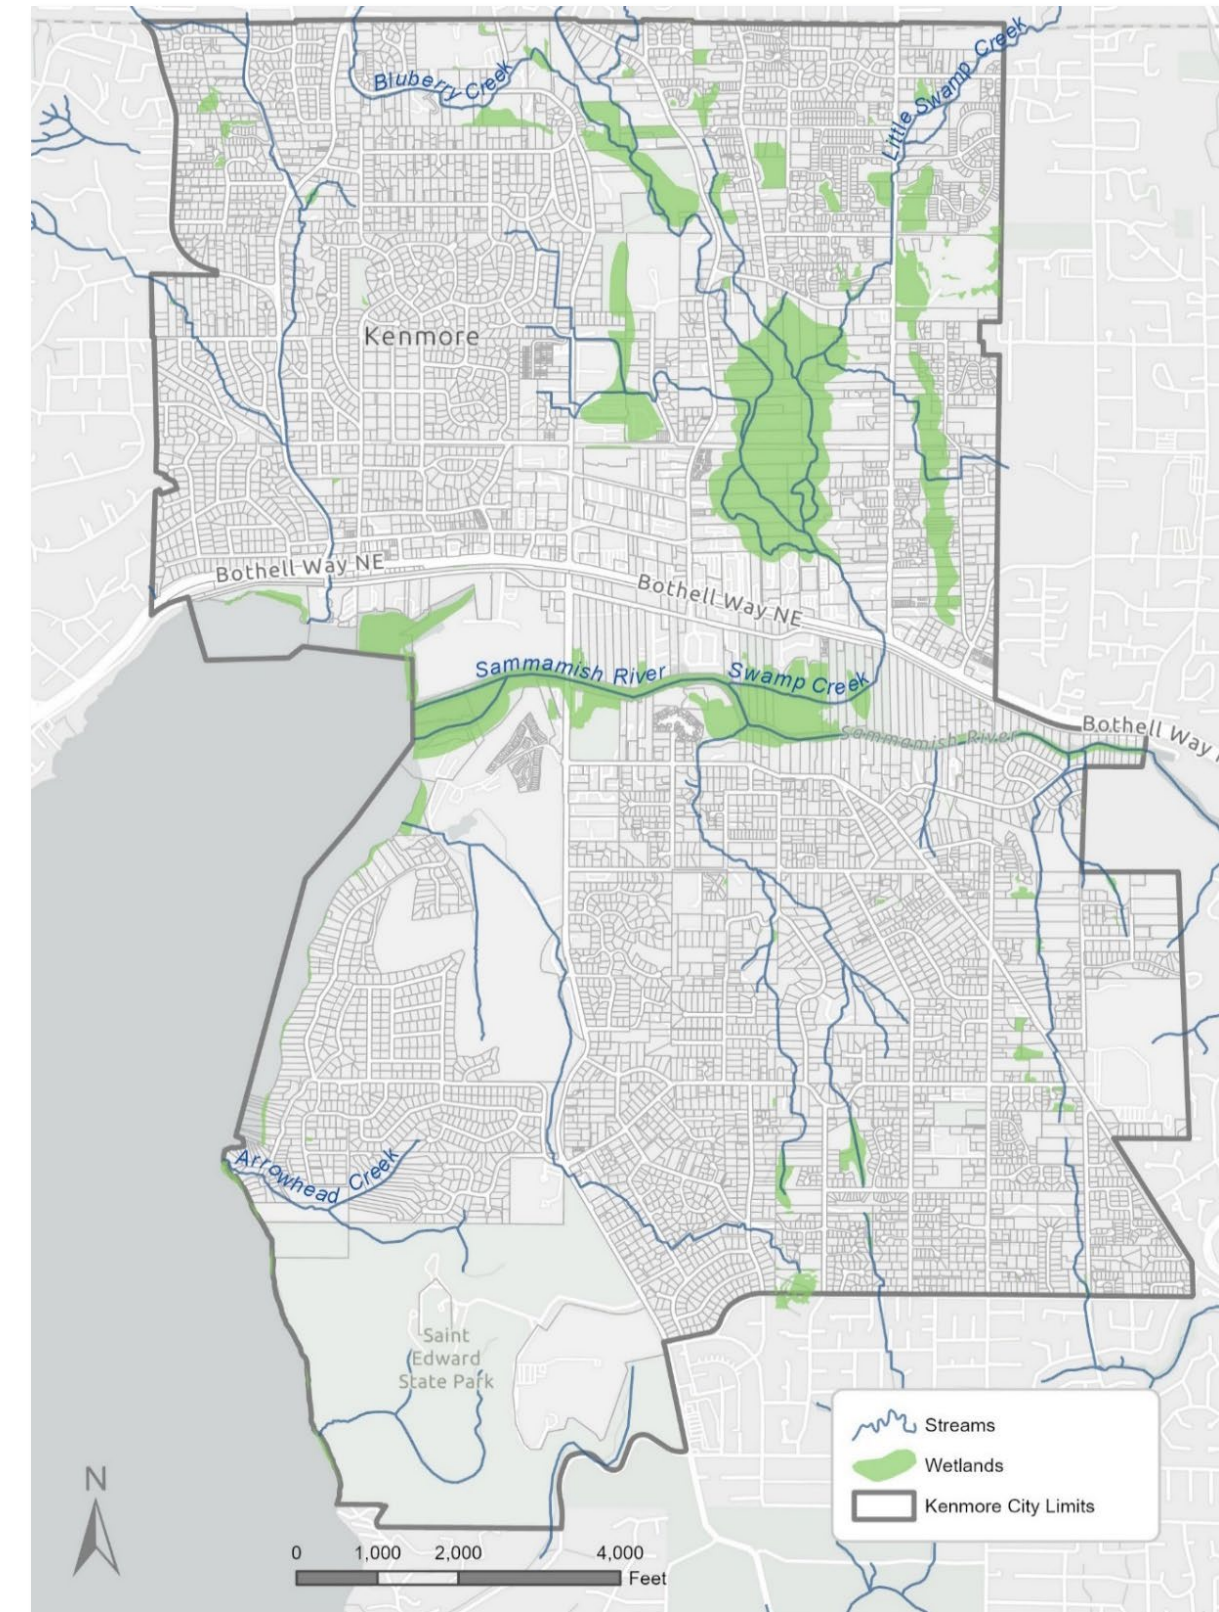 Little Swamp Creek
Bluberry Creek
Kenmore
Bothell Way NE
Bothell Way NE
Sammamish River
Swamp Creek
Sammamish River
Bothell Way
Arrowhead Creek
Saint
Edward
State Park
Streams
Wetlands
Kenmore City Limits
N
0 1,000 2,000 4,000
Feet